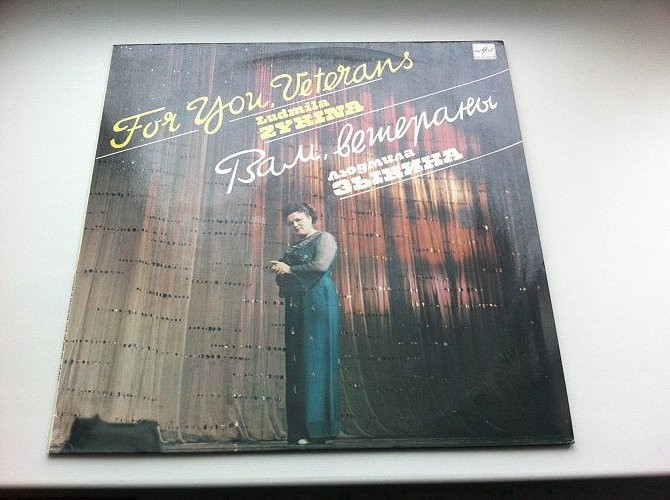 For You, Veterans
Ludmila
ZYKINA
Вам, ветераны
Людмила
ЗЫКИНА